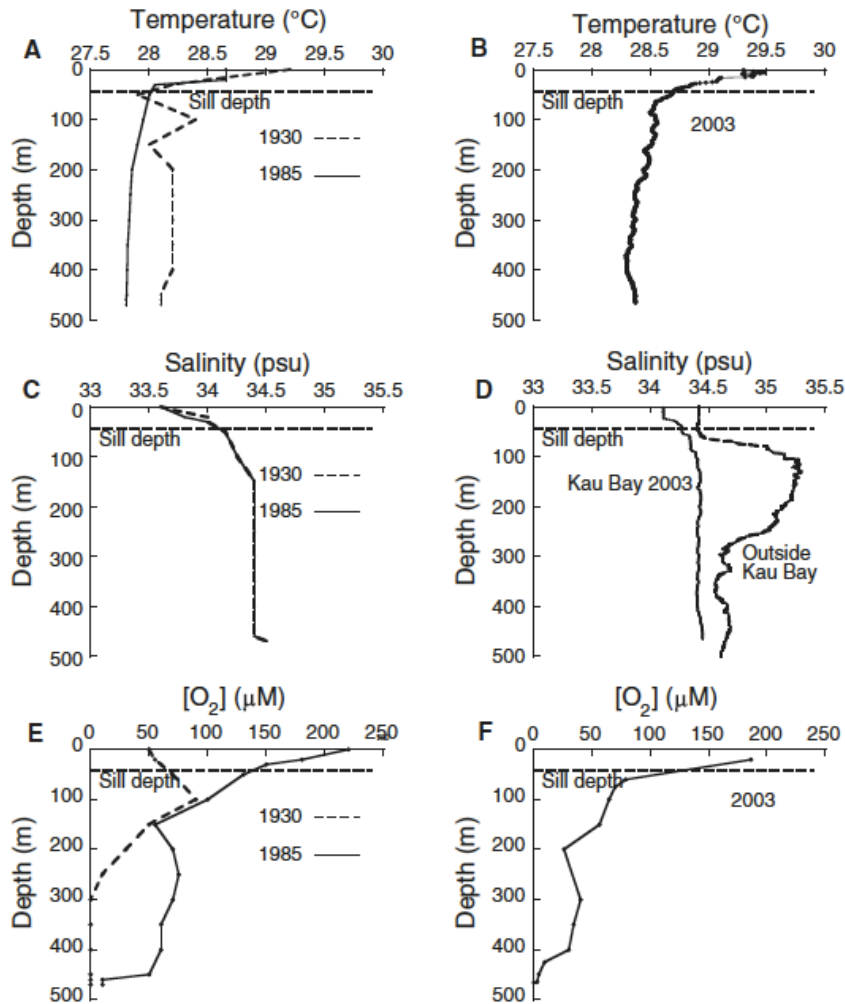 Temperature (°C)
A
27.5 28 28.5 29 29.5 30
0
100
200
300
400
500
Depth (m)
Sill depth
1930
1985
Temperature (°C)
B
27.5 28 28.5 29 29.5 30
0
100
200
300
400
500
Depth (m)
Sill depth
2003
Salinity (psu)
C
33 33.5 34 34.5 35 35.5
0
100
200
300
400
500
Depth (m)
Sill depth
1930
1985
Salinity (psu)
D
33 33.5 34 34.5 35 35.5
0
100
200
300
400
500
Depth (m)
Sill depth
Kau Bay 2003
Outside
Kau Bay
[O₂] (μM)
E
0 50 100 150 200 250
0
100
200
300
400
500
Depth (m)
Sill depth
1930
1985
[O₂] (μM)
F
0 50 100 150 200 250
0
100
200
300
400
500
Depth (m)
Sill depth
2003